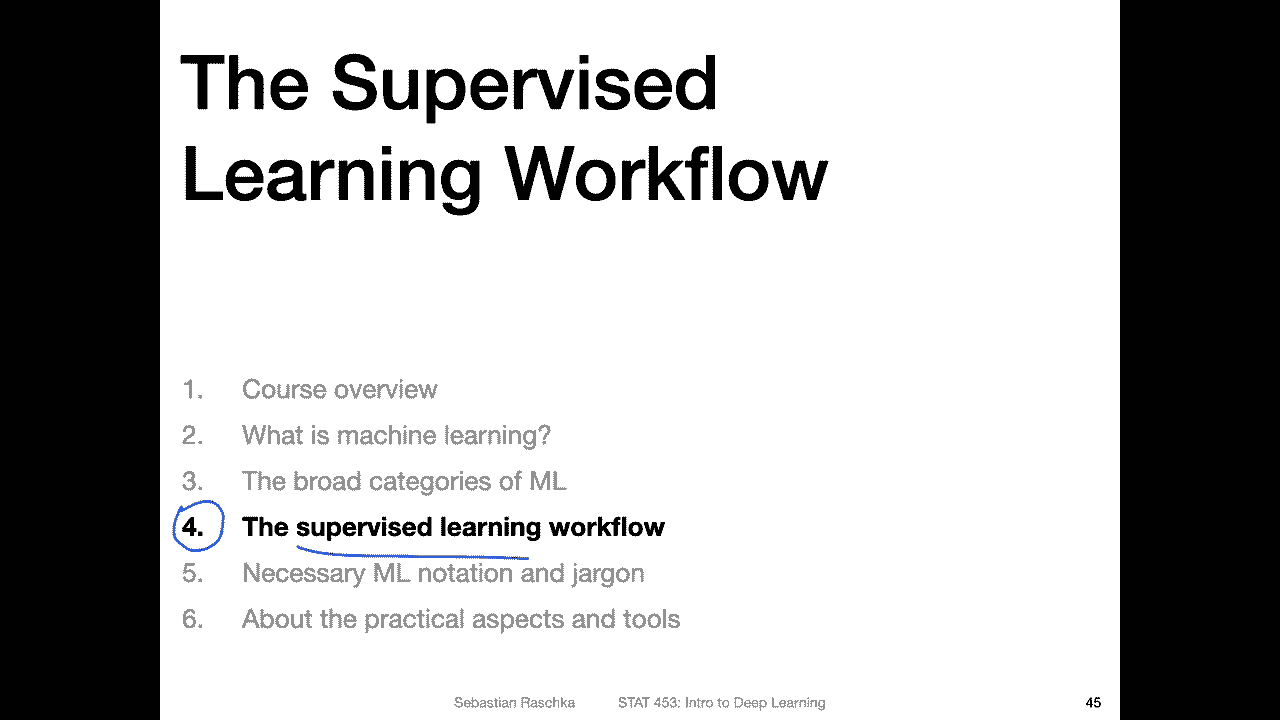 The Supervised
Learning Workflow
1. Course overview
2. What is machine learning?
3. The broad categories of ML
4. The supervised learning workflow
5. Necessary ML notation and jargon
6. About the practical aspects and tools
Sebastian Raschka STAT 453: Intro to Deep Learning 45